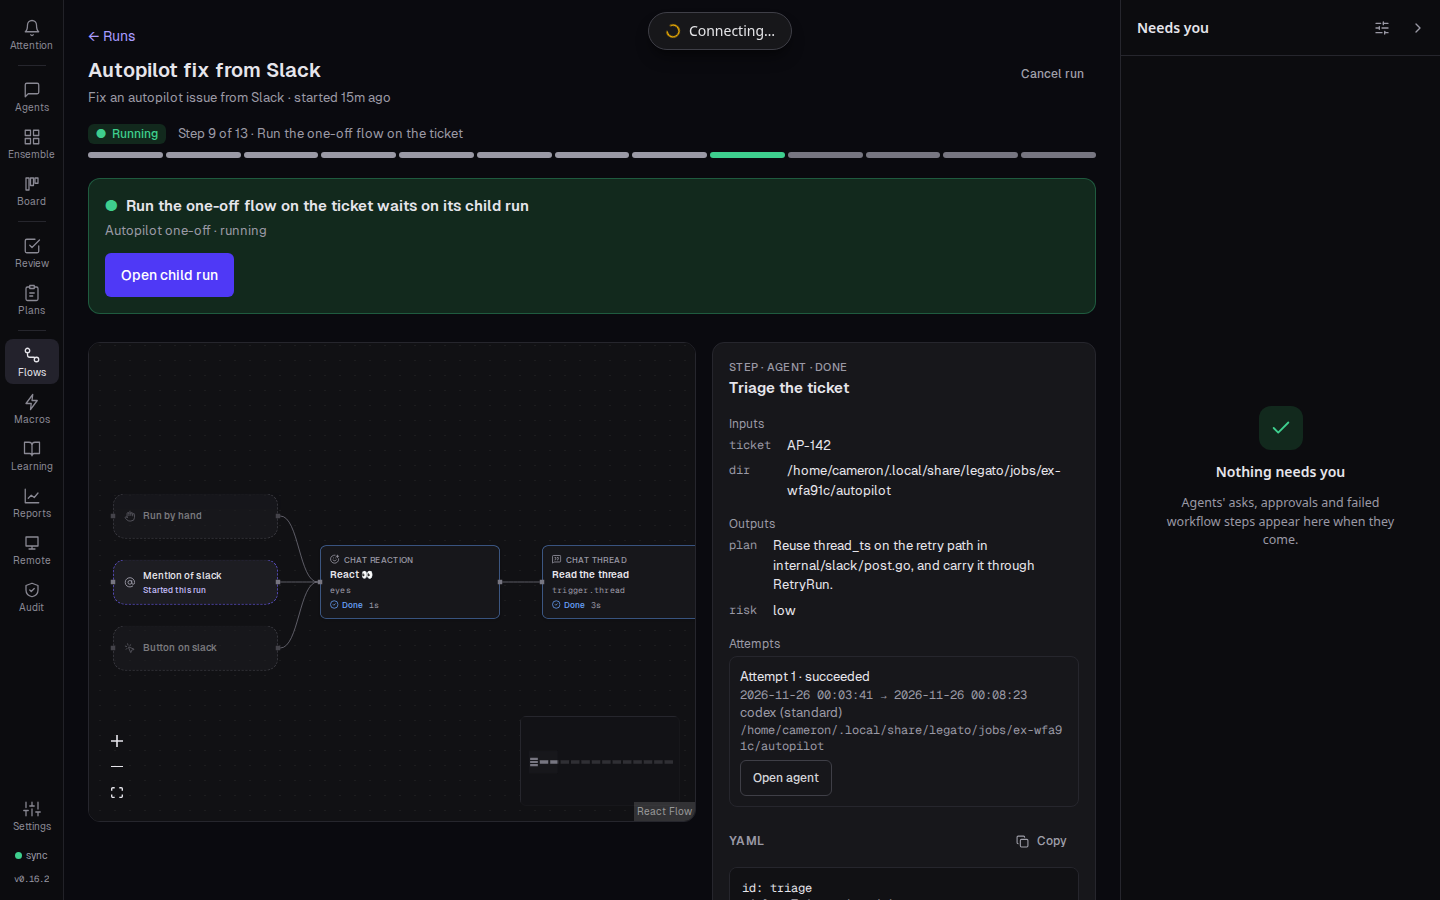 Attention
Agents
Ensemble
Board
Review
Plans
Flows
Macros
Learning
Reports
Remote
Audit
Settings
sync
v0.16.2
← Runs
Connecting...
Autopilot fix from Slack
Cancel run
Fix an autopilot issue from Slack · started 15m ago
Running
Step 9 of 13 · Run the one-off flow on the ticket
Run the one-off flow on the ticket waits on its child run
Autopilot one-off · running
Open child run
Run by hand
Mention of slack
Started this run
Button on slack
CHAT REACTION
React 👀
eyes
Done 1s
CHAT THREAD
Read the thread
trigger.thread
Done 3s
React Flow
STEP · AGENT · DONE
Triage the ticket
Inputs
ticket AP-142
dir /home/cameron/.local/share/legato/jobs/ex-
wfa91c/autopilot
Outputs
plan Reuse thread_ts on the retry path in
internal/slack/post.go, and carry it through
RetryRun.
risk low
Attempts
Attempt 1 · succeeded
2026-11-26 00:03:41 → 2026-11-26 00:08:23
codex (standard)
/home/cameron/.local/share/legato/jobs/ex-wfa9
1c/autopilot
Open agent
YAML
Copy
id: triage
Needs you
Nothing needs you
Agents' asks, approvals and failed
workflow steps appear here when they
come.